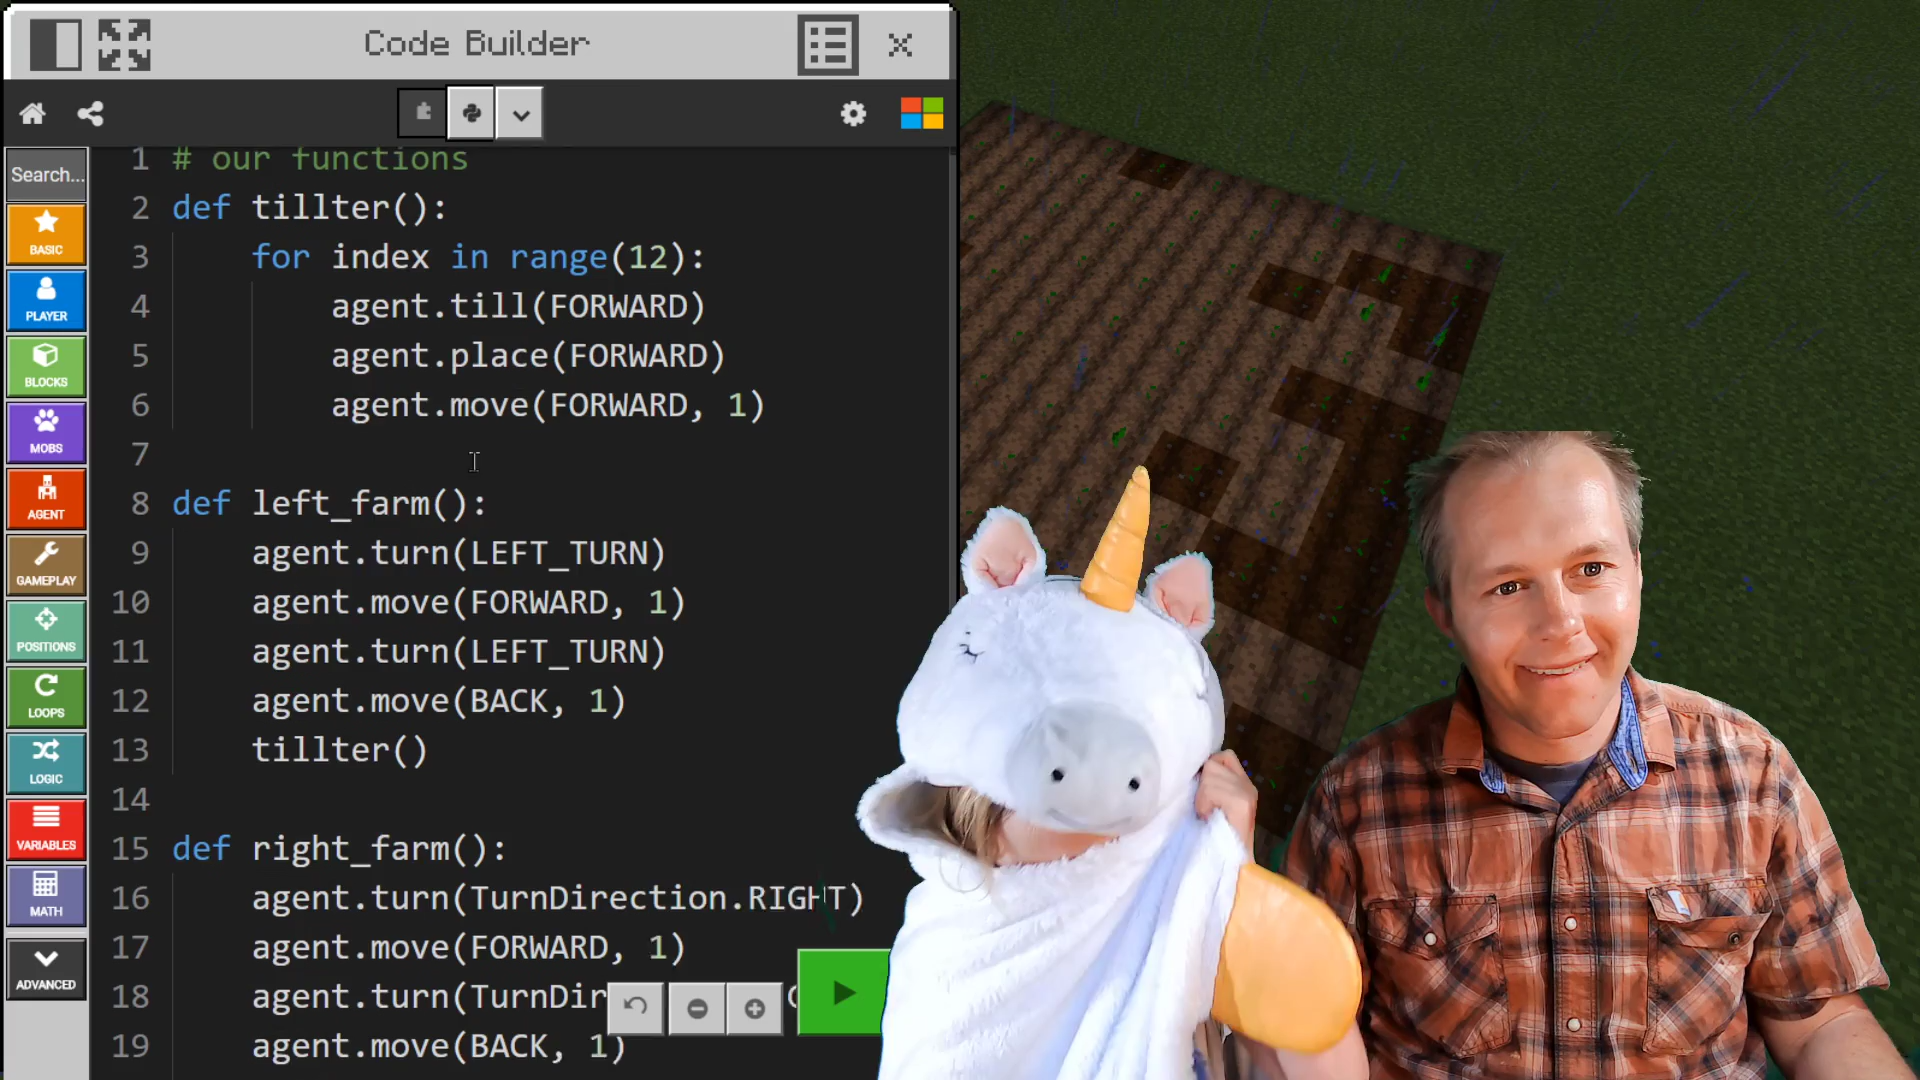 Code Builder
Search...
BASIC
PLAYER
BLOCKS
MOBS
AGENT
GAMEPLAY
POSITIONS
LOOPS
LOGIC
VARIABLES
MATH
ADVANCED
1 # our functions
2 def tillter():
3 for index in range(12):
4 agent.till(FORWARD)
5 agent.place(FORWARD)
6 agent.move(FORWARD, 1)
7
8 def left_farm():
9 agent.turn(LEFT_TURN)
10 agent.move(FORWARD, 1)
11 agent.turn(LEFT_TURN)
12 agent.move(BACK, 1)
13 tillter()
14
15 def right_farm():
16 agent.turn(TurnDirection.RIGHT)
17 agent.move(FORWARD, 1)
18 agent.turn(TurnDir
19 agent.move(BACK, 1)